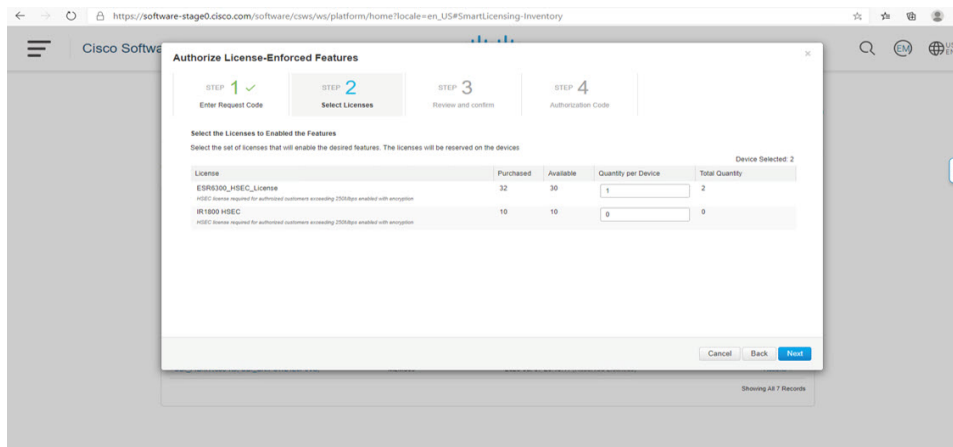 https://software-stage0.cisco.com/software/csws/ws/platform/home?locale=en_US#SmartLicensing-Inventory
Cisco Softwa
EM
Authorize License-Enforced Features
STEP 1
Enter Request Code
STEP 2
Select Licenses
STEP 3
Review and confirm
STEP 4
Authorization Code
Select the Licenses to Enabled the Features
Select the set of licenses that will enable the desired features. The licenses will be reserved on the devices
Device Selected: 2
License Purchased Available Quantity per Device Total Quantity
ESR6300_HSEC_License 32 30 1 2
HSEC license required for authorized customers exceeding 250Mbps enabled with encryption
IR1800 HSEC 10 10 0 0
HSEC license required for authorized customers exceeding 250Mbps enabled with encryption
Cancel Back Next
Showing All 7 Records